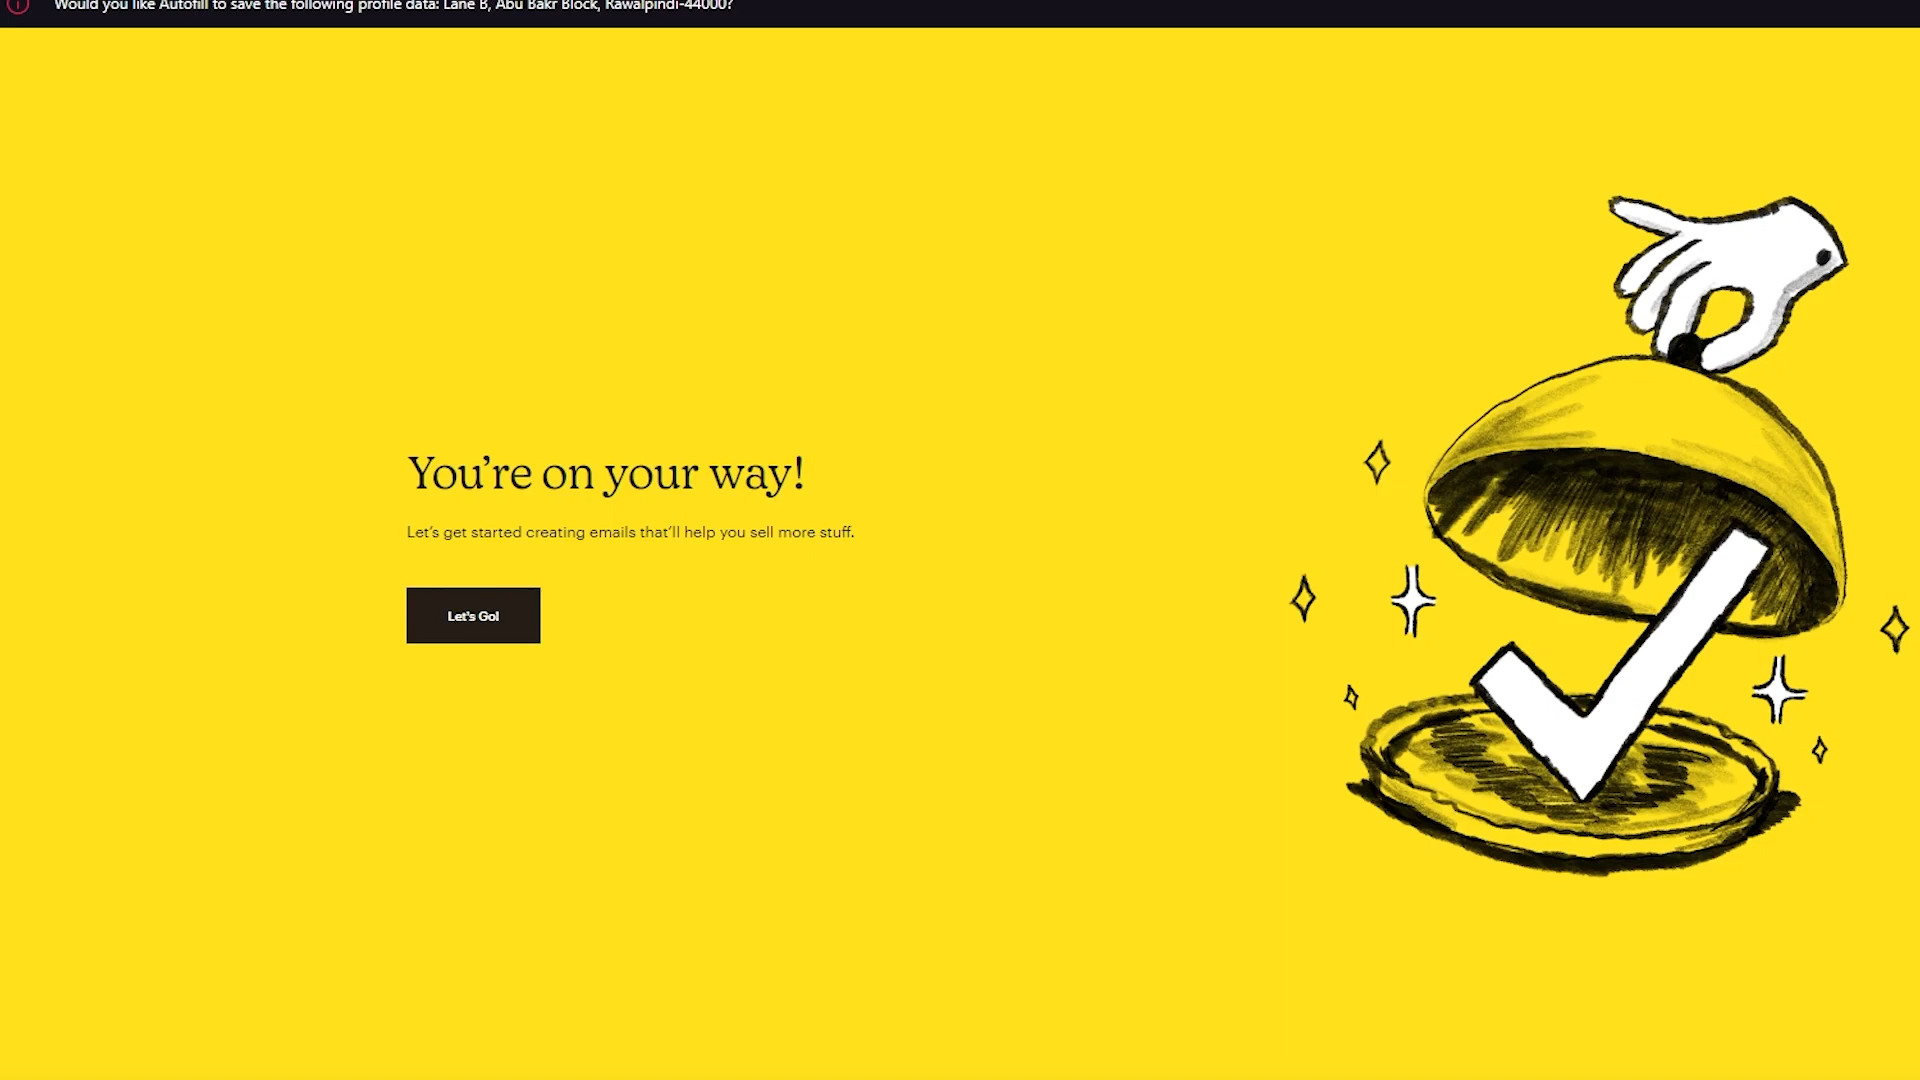 Would you like Autofill to save the following profile data: Lane B, Abu Bakr Block, Rawalpindi-44000?
You’re on your way!
Let’s get started creating emails that’ll help you sell more stuff.
Let's Go!